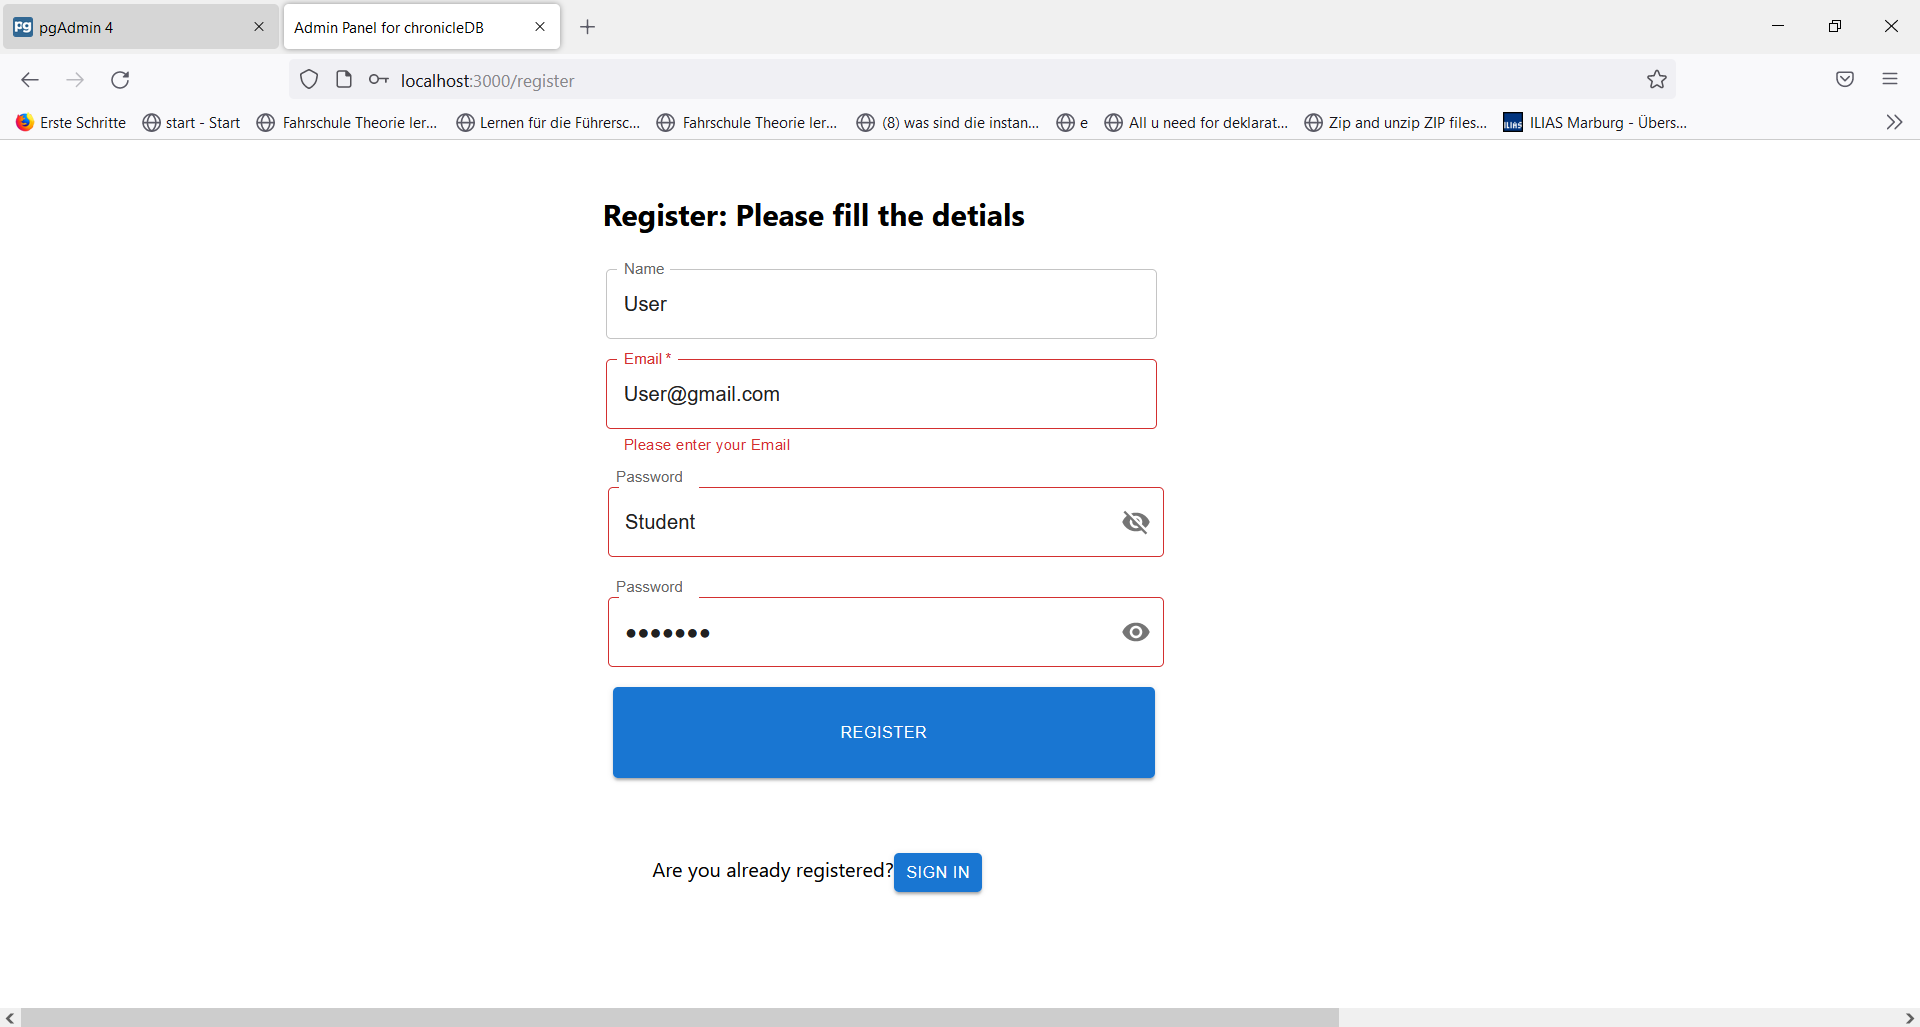 pgAdmin 4
Admin Panel for chronicleDB
localhost:3000/register
Erste Schritte
start - Start
Fahrschule Theorie ler...
Lernen für die Führersc...
Fahrschule Theorie ler...
(8) was sind die instan...
e
All u need for deklarat...
Zip and unzip ZIP files...
ILIAS Marburg - Übers...
Register: Please fill the detials
Name
User
Email *
User@gmail.com
Please enter your Email
Password
Student
Password
•••••••
REGISTER
Are you already registered? SIGN IN